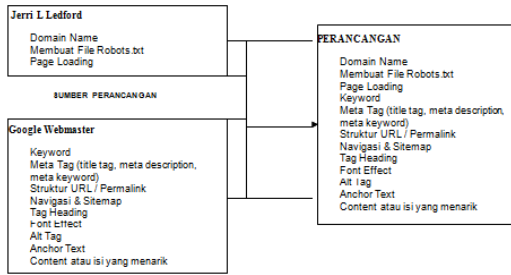 Jerri L Ledford
Domain Name
Membuat File Robots.txt
Page Loading
SUMBER PERANCANGAN
Google Webmaster
Keyword
Meta Tag (title tag, meta description,
meta keyword)
Struktur URL / Permalink
Navigasi & Sitemap
Tag Heading
Font Effect
Alt Tag
Anchor Text
Content atau isi yang menarik
PERANCANGAN
Domain Name
Membuat File Robots.txt
Page Loading
Keyword
Meta Tag (title tag, meta description,
meta keyword)
Struktur URL / Permalink
Navigasi & Sitemap
Tag Heading
Font Effect
Alt Tag
Anchor Text
Content atau isi yang menarik